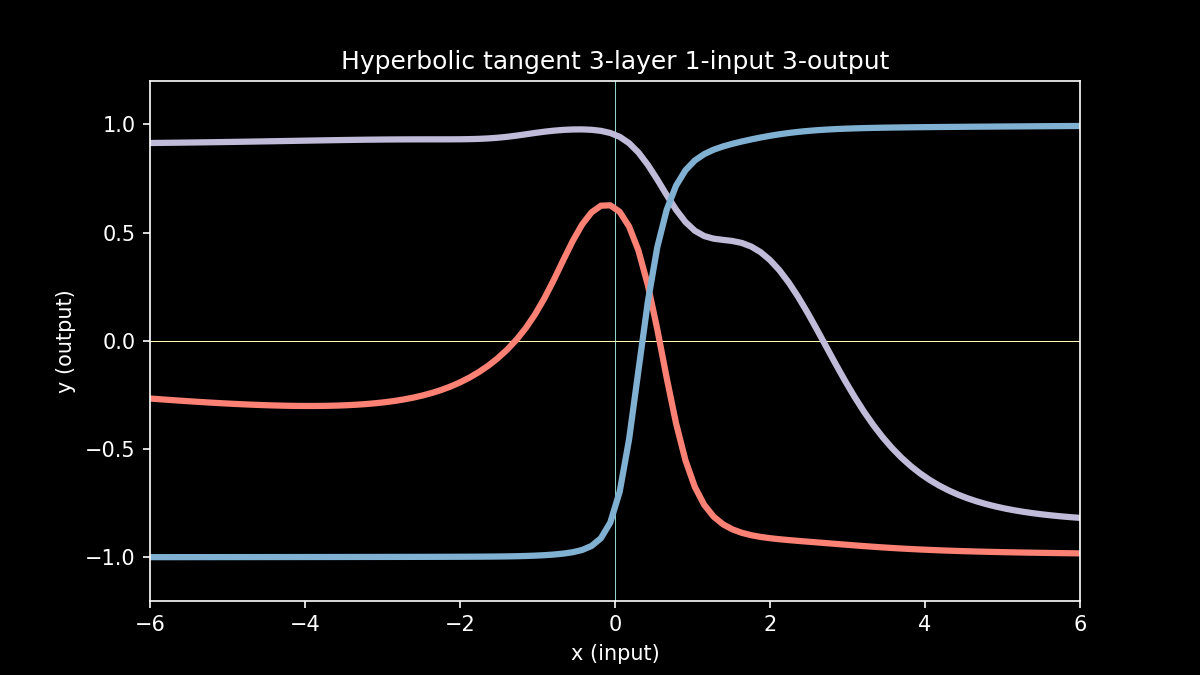 Hyperbolic tangent 3-layer 1-input 3-output
1.0
0.5
0.0
−0.5
−1.0
y (output)
−6 −4 −2 0 2 4 6
x (input)